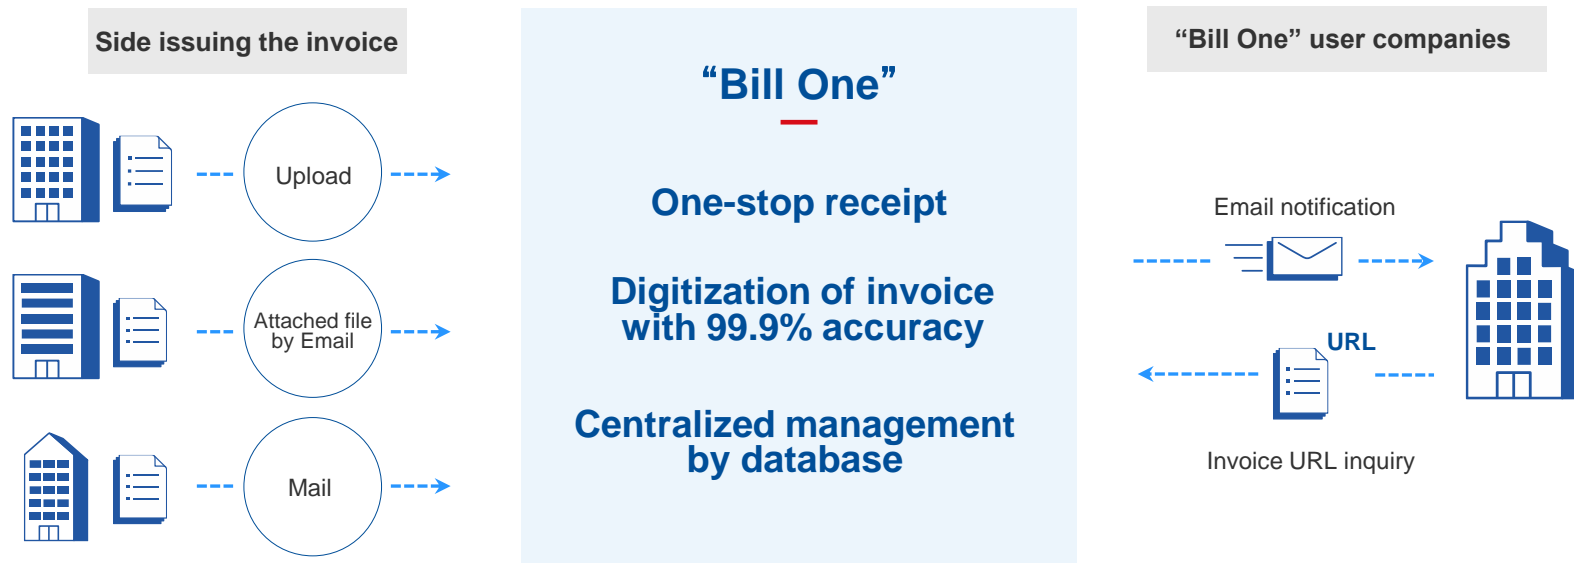 Side issuing the invoice
Upload
Attached file
by Email
Mail
“Bill One”
One-stop receipt
Digitization of invoice
with 99.9% accuracy
Centralized management
by database
“Bill One” user companies
Email notification
URL
Invoice URL inquiry